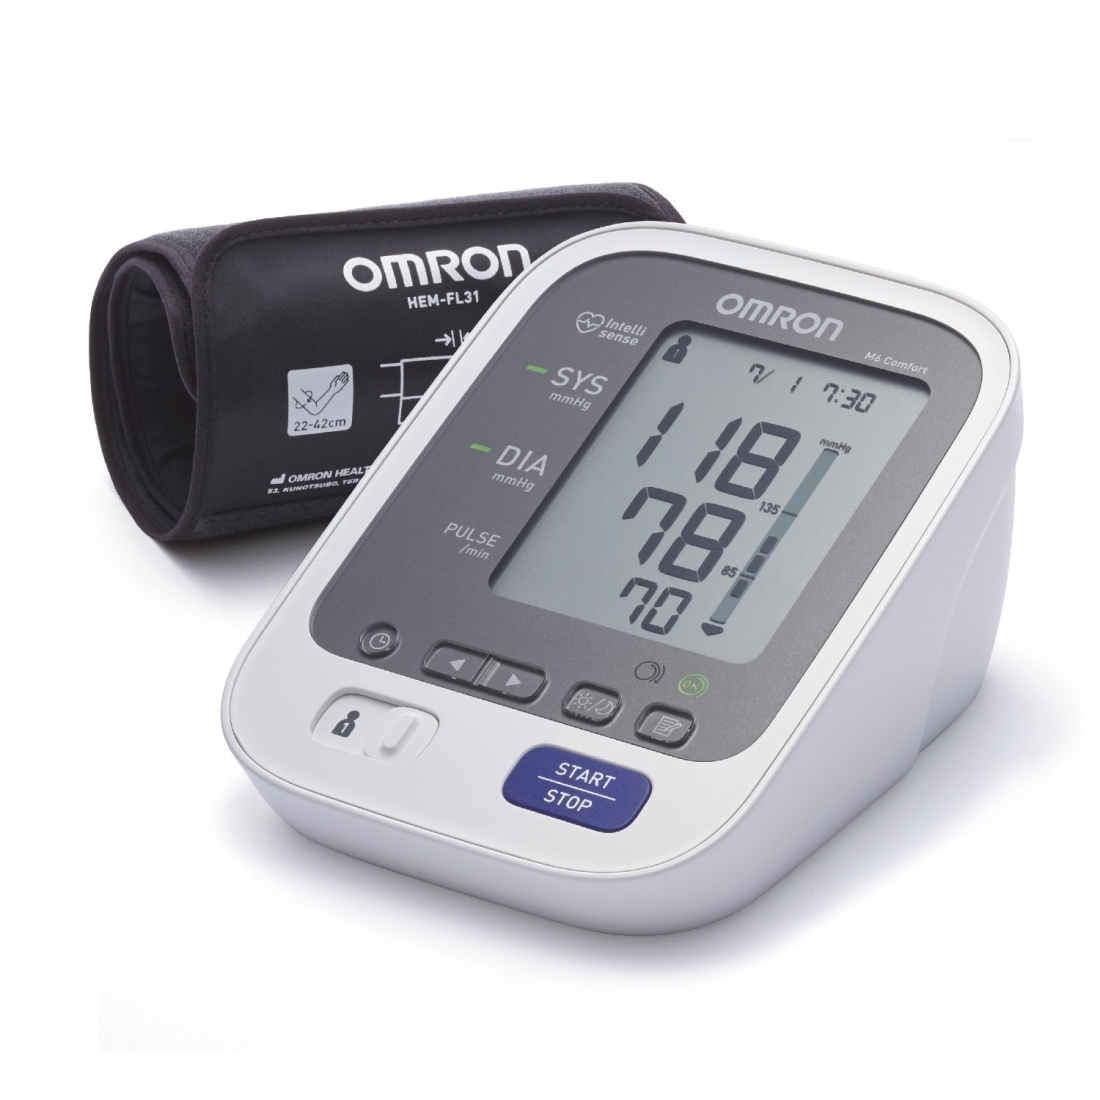 OMRON
HEM-FL31
22-42cm
OMRON HEALT
53, KUNOTSUBO, TER
OMRON
M6 Comfort
Intelli
sense
7/ 1 7:30
SYS
mmHg
118
mmHg
135
DIA
mmHg
78
85
PULSE
/min
70
OK
1
START
STOP